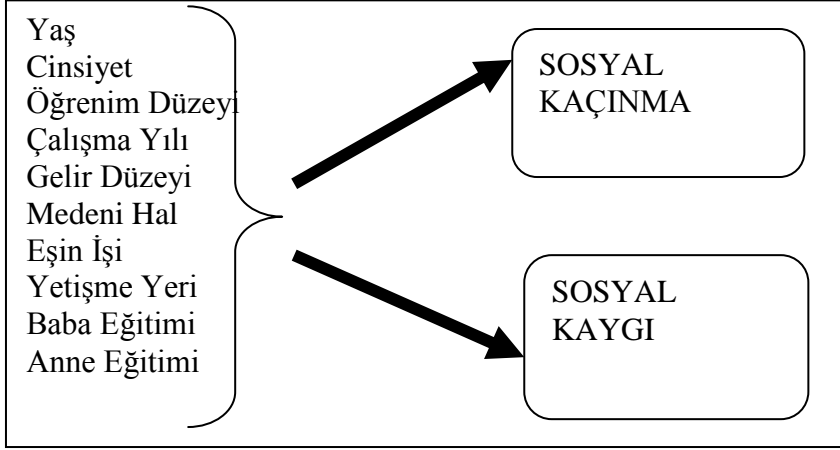 Yaş
Cinsiyet
Öğrenim Düzeyi
Çalışma Yılı
Gelir Düzeyi
Medeni Hal
Eşin İşi
Yetişme Yeri
Baba Eğitimi
Anne Eğitimi
SOSYAL
KAÇINMA
SOSYAL
KAYGI